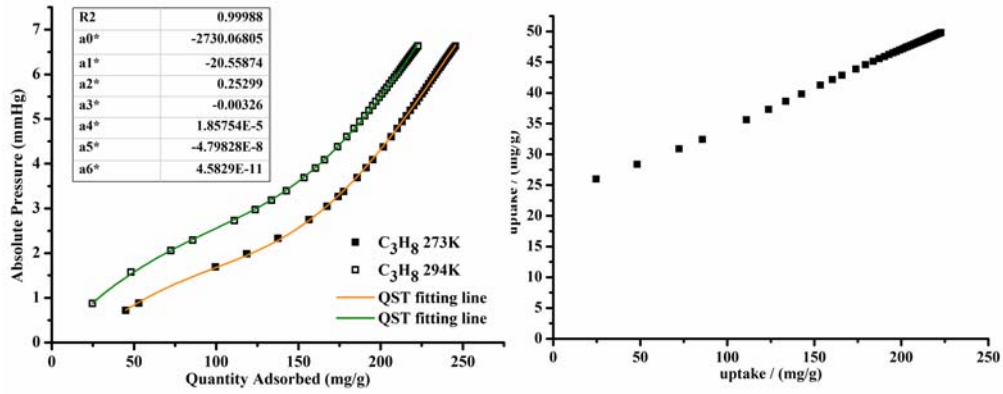 R2 0.99988
a0* -2730.06805
a1* -20.55874
a2* 0.25299
a3* -0.00326
a4* 1.85754E-5
a5* -4.79828E-8
a6* 4.5829E-11
Absolute Pressure (mmHg)
7
6
5
4
3
2
1
0
C₃H₈ 273K
C₃H₈ 294K
QST fitting line
QST fitting line
0 50 100 150 200 250
Quantity Adsorbed (mg/g)
uptake / (mg/g)
50
45
40
35
30
25
20
15
10
5
0
0 50 100 150 200 250
uptake / (mg/g)